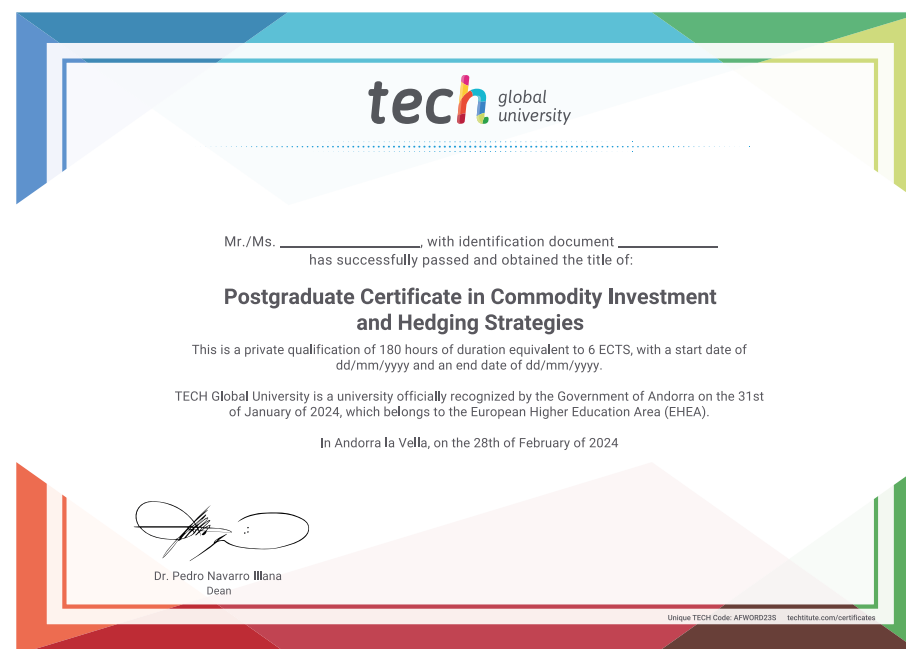 tech global
university
Mr./Ms. ____________________, with identification document ______________
has successfully passed and obtained the title of:
Postgraduate Certificate in Commodity Investment
and Hedging Strategies
This is a private qualification of 180 hours of duration equivalent to 6 ECTS, with a start date of
dd/mm/yyyy and an end date of dd/mm/yyyy.
TECH Global University is a university officially recognized by the Government of Andorra on the 31st
of January of 2024, which belongs to the European Higher Education Area (EHEA).
In Andorra la Vella, on the 28th of February of 2024
Dr. Pedro Navarro Illana
Dean
Unique TECH Code: AFWORD23S techtitute.com/certificates